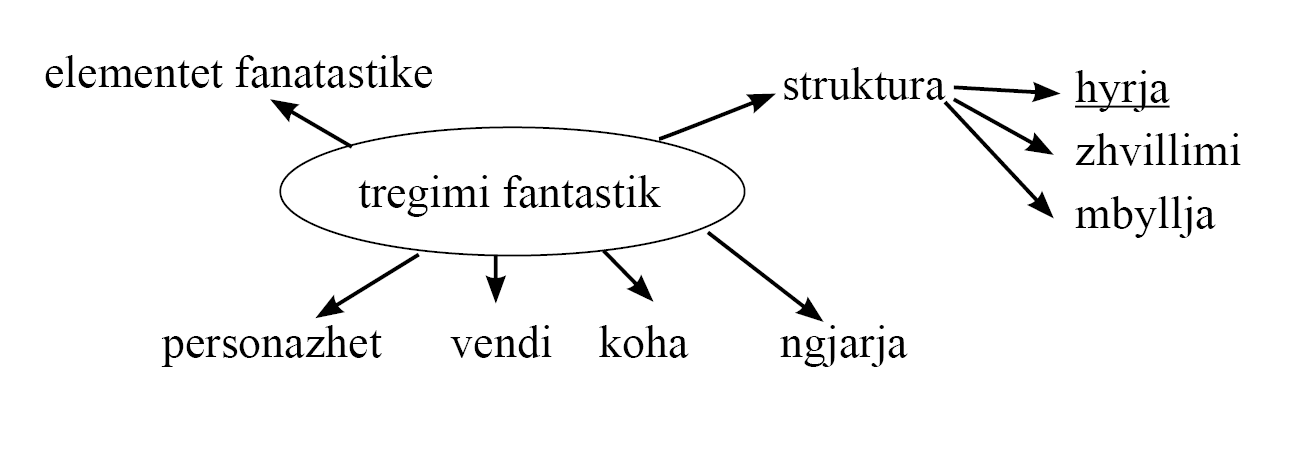 elementet fanatastike
struktura
hyrja
zhvillimi
mbyllja
tregimi fantastik
personazhet
vendi
koha
ngjarja